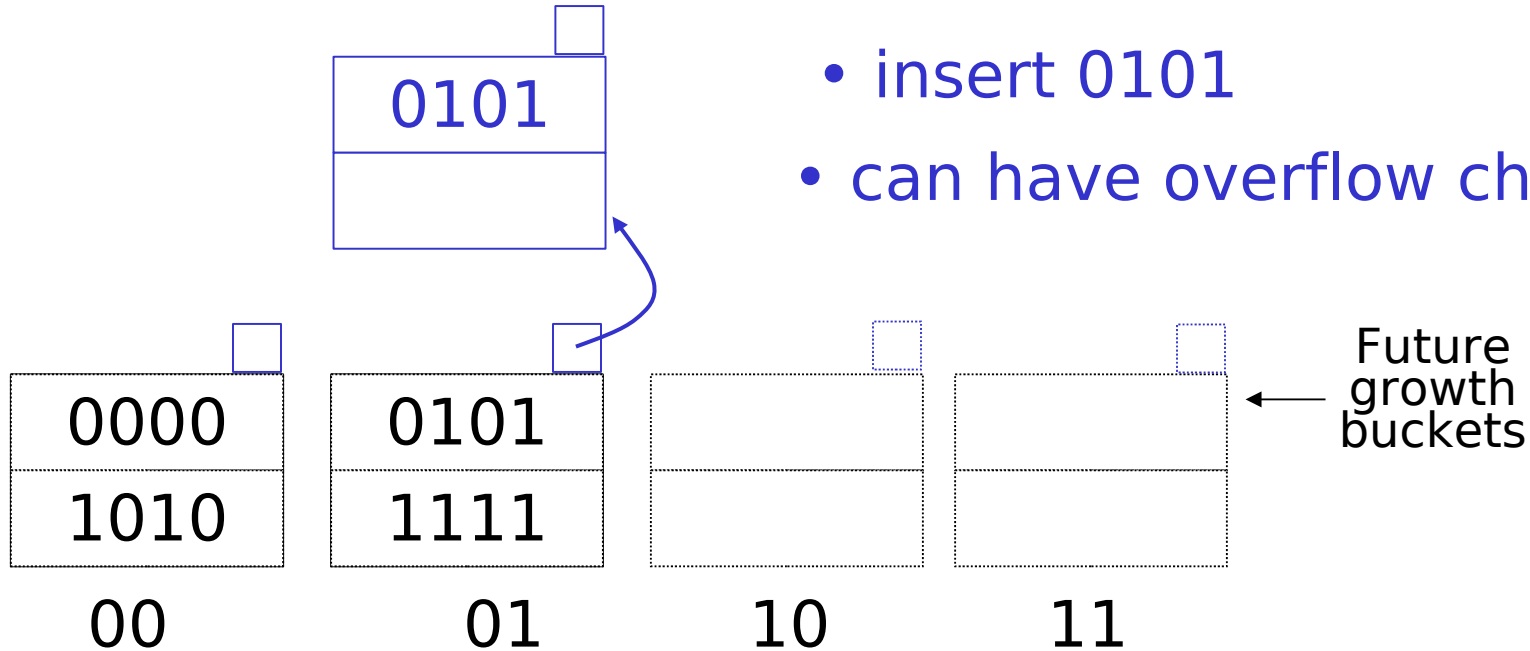 0101
• insert 0101
• can have overflow ch
Future
growth
buckets
0000 0101
1010 1111
00 01 10 11